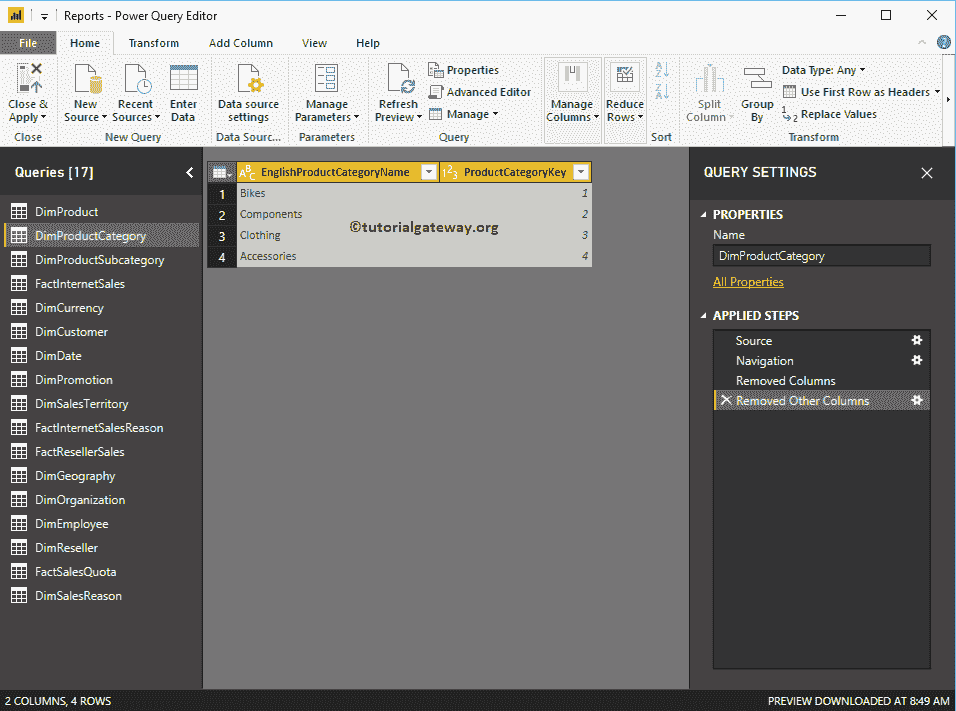 Reports - Power Query Editor
File Home Transform Add Column View Help
Close & Apply
New Source
Recent Sources
Enter Data
Data source settings
Manage Parameters
Refresh Preview
Properties
Advanced Editor
Manage
Manage Columns
Reduce Rows
Split Column
Group By
Data Type: Any
Use First Row as Headers
Replace Values
Close New Query Data Sourc... Parameters Query Sort Transform
Queries [17]
DimProduct
DimProductCategory
DimProductSubcategory
FactInternetSales
DimCurrency
DimCustomer
DimDate
DimPromotion
DimSalesTerritory
FactInternetSalesReason
FactResellerSales
DimGeography
DimOrganization
DimEmployee
DimReseller
FactSalesQuota
DimSalesReason
ABC EnglishProductCategoryName 123 ProductCategoryKey
1 Bikes 1
2 Components 2
3 Clothing 3
4 Accessories 4
©tutorialgateway.org
QUERY SETTINGS
PROPERTIES
Name
DimProductCategory
All Properties
APPLIED STEPS
Source
Navigation
Removed Columns
Removed Other Columns
2 COLUMNS, 4 ROWS
PREVIEW DOWNLOADED AT 8:49 AM